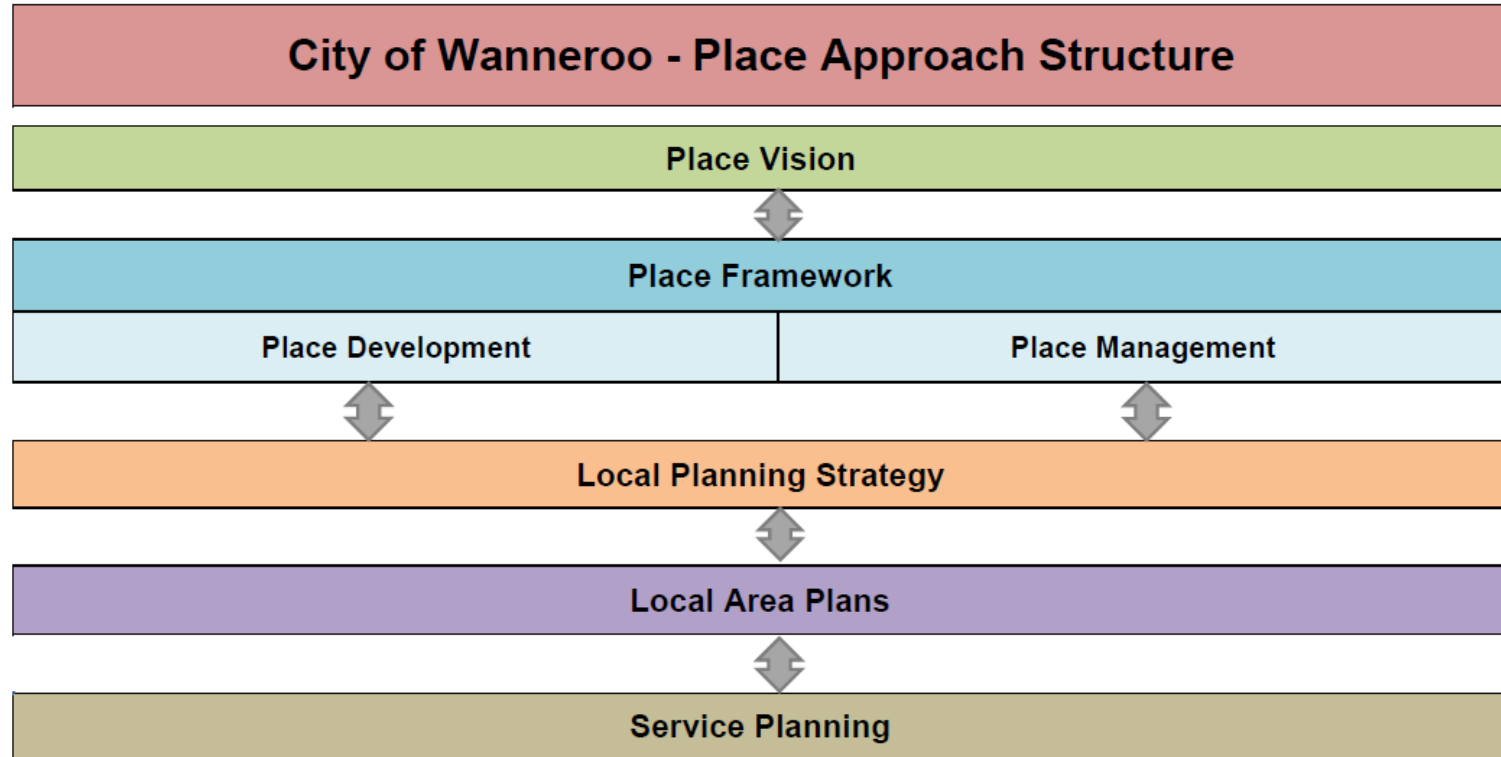 City of Wanneroo - Place Approach Structure
Place Vision
Place Framework
Place Development
Place Management
Local Planning Strategy
Local Area Plans
Service Planning